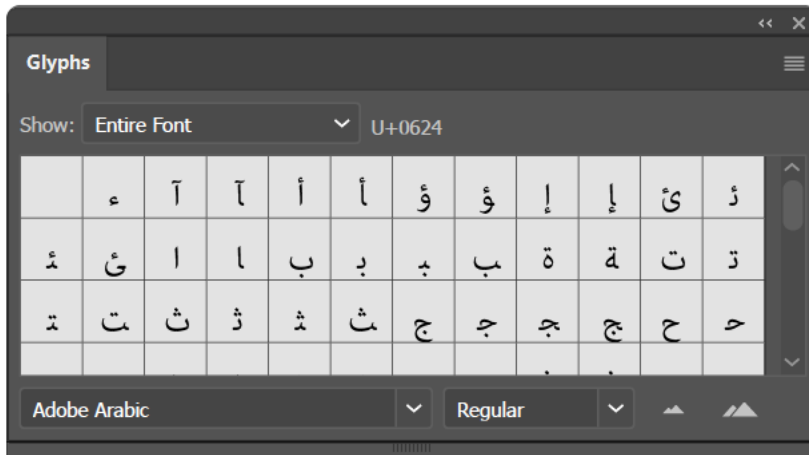 Glyphs
Show: Entire Font U+0624
ء آ ﺂ أ ﺄ ؤ ﺆ إ ﺈ ئ ﺋ
ﺌ ﺊ ا ﺎ ب ﺑ ﺒ ﺐ ة ﺔ ت ﺗ
ﺘ ﺖ ث ﺛ ﺜ ﺚ ج ﺟ ﺠ ﺞ ح ﺣ
Adobe Arabic Regular